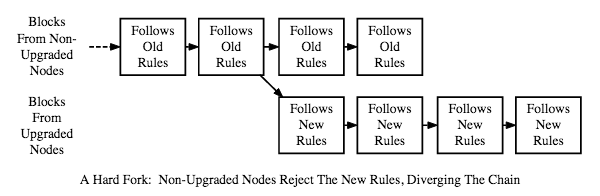 Blocks
From Non-
Upgraded
Nodes
Follows
Old
Rules
Follows
Old
Rules
Follows
Old
Rules
Follows
Old
Rules
Blocks
From
Upgraded
Nodes
Follows
New
Rules
Follows
New
Rules
Follows
New
Rules
Follows
New
Rules
A Hard Fork: Non-Upgraded Nodes Reject The New Rules, Diverging The Chain